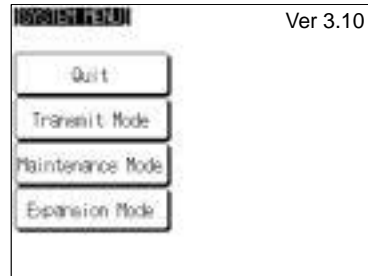 [SYSTEM MENU] Ver 3.10
Quit
Transmit Mode
Maintenance Mode
Expansion Mode